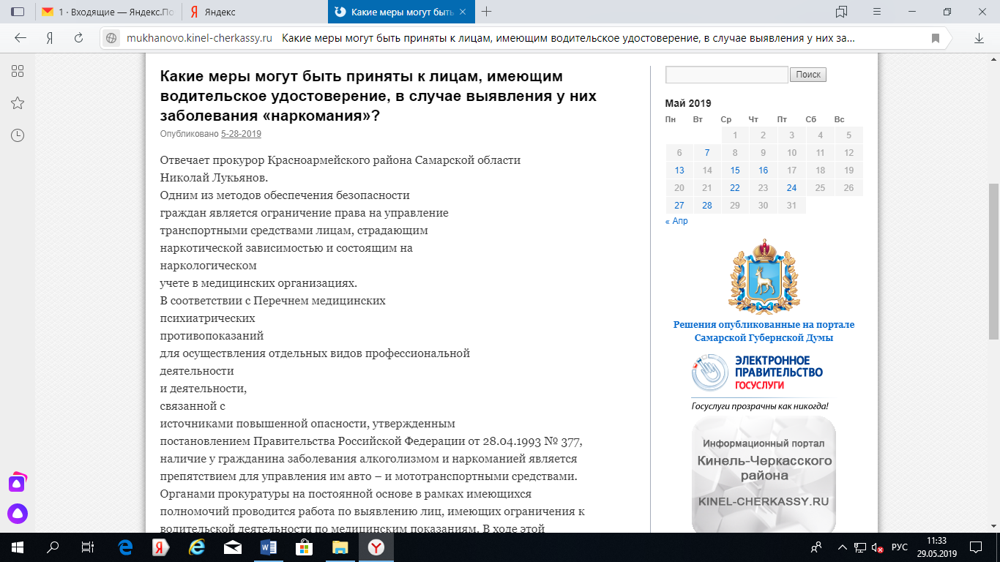 1 · Входящие — Яндекс.По
Яндекс
Какие меры могут быть
mukhanovo.kinel-cherkassy.ru Какие меры могут быть приняты к лицам, имеющим водительское удостоверение, в случае выявления у них за...
Какие меры могут быть приняты к лицам, имеющим
водительское удостоверение, в случае выявления у них
заболевания «наркомания»?
Опубликовано 5-28-2019
Отвечает прокурор Красноармейского района Самарской области
Николай Лукьянов.
Одним из методов обеспечения безопасности
граждан является ограничение права на управление
транспортными средствами лицам, страдающим
наркотической зависимостью и состоящим на
наркологическом
учете в медицинских организациях.
В соответствии с Перечнем медицинских
психиатрических
противопоказаний
для осуществления отдельных видов профессиональной
деятельности
и деятельности,
связанной с
источниками повышенной опасности, утвержденным
постановлением Правительства Российской Федерации от 28.04.1993 № 377,
наличие у гражданина заболевания алкоголизмом и наркоманией является
препятствием для управления им авто – и мототранспортными средствами.
Органами прокуратуры на постоянной основе в рамках имеющихся
полномочий проводится работа по выявлению лиц, имеющих ограничения к
водительской деятельности по медицинским показаниям. В ходе этой
Поиск
Май 2019
Пн Вт Ср Чт Пт Сб Вс
1 2 3 4 5
6 7 8 9 10 11 12
13 14 15 16 17 18 19
20 21 22 23 24 25 26
27 28 29 30 31
« Апр
Решения опубликованные на портале
Самарской Губернской Думы
ЭЛЕКТРОННОЕ
ПРАВИТЕЛЬСТВО
ГОСУСЛУГИ
Госуслуги прозрачны как никогда!
Информационный портал
Кинель-Черкасского
района
KINEL-CHERKASSY.RU
РУС
11:33
29.05.2019